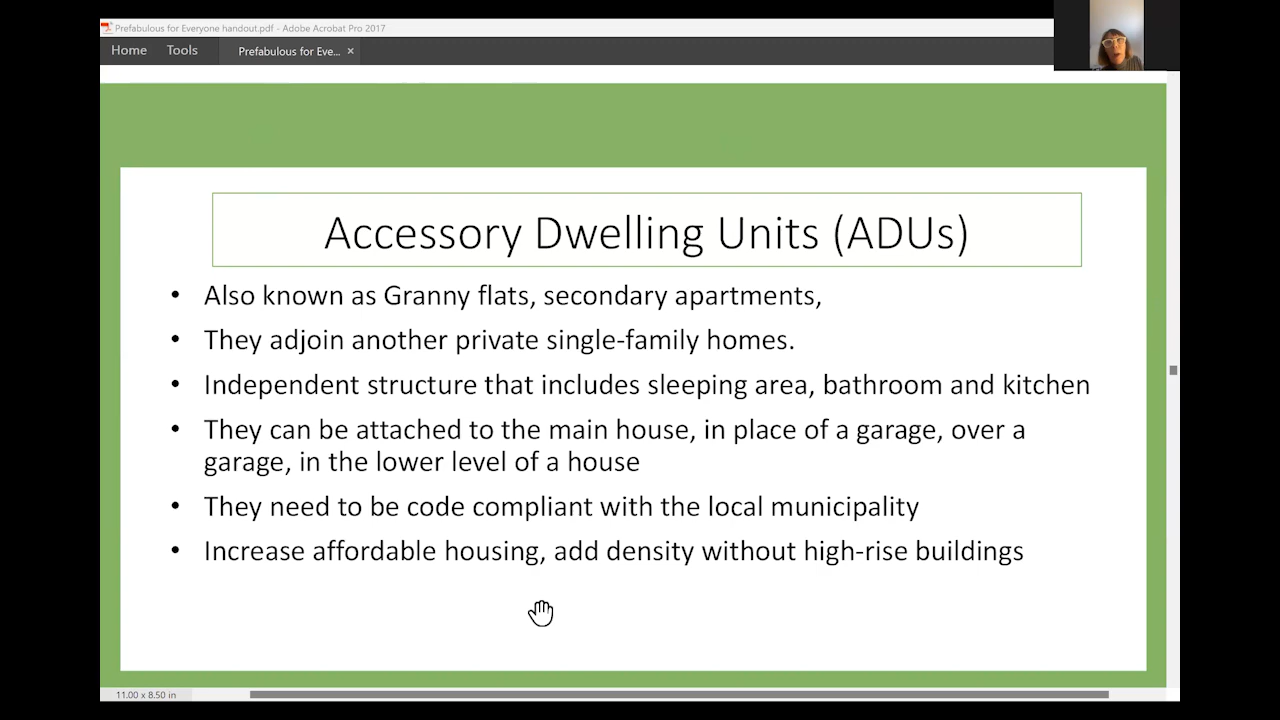 Prefabulous for Everyone handout.pdf - Adobe Acrobat Pro 2017
Home Tools Prefabulous for Eve... ×
Accessory Dwelling Units (ADUs)
• Also known as Granny flats, secondary apartments,
• They adjoin another private single-family homes.
• Independent structure that includes sleeping area, bathroom and kitchen
• They can be attached to the main house, in place of a garage, over a
garage, in the lower level of a house
• They need to be code compliant with the local municipality
• Increase affordable housing, add density without high-rise buildings
11.00 x 8.50 in